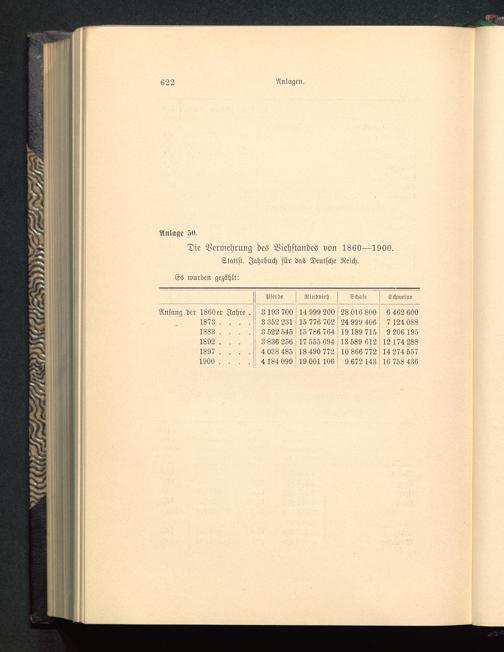 622 Anlagen.
Anlage 50.
Die Vermehrung des Viehstandes von 1860—1900.
Statist. Jahrbuch für das Deutsche Reich.
Es wurden gezählt:
Pferde Rindvieh Schafe Schweine
Anfang der 1860er Jahre . 3 193 700 14 999 200 28 016 800 6 462 600
„ 1873 . . . . 3 352 231 15 776 702 24 999 406 7 124 088
1883 . . . . 3 522 545 15 786 764 19 189 715 9 206 195
1892 . . . . 3 836 256 17 555 694 13 589 612 12 174 288
1897 . . . . 4 038 485 18 490 772 10 866 772 14 274 557
1900 . . . . 4 184 099 19 001 106 9 672 143 16 758 436